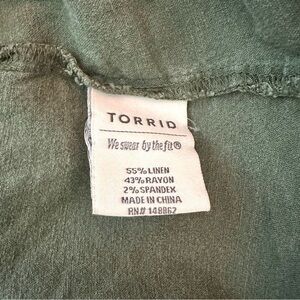 TORRID
We swear by the fit®
55% LINEN
43% RAYON
2% SPANDEX
MADE IN CHINA
RN# 148862